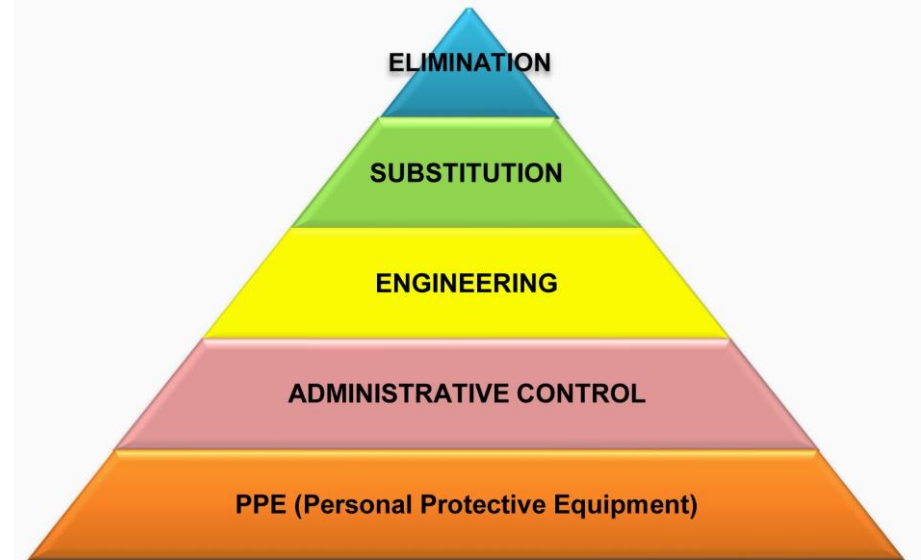 ELIMINATION
SUBSTITUTION
ENGINEERING
ADMINISTRATIVE CONTROL
PPE (Personal Protective Equipment)